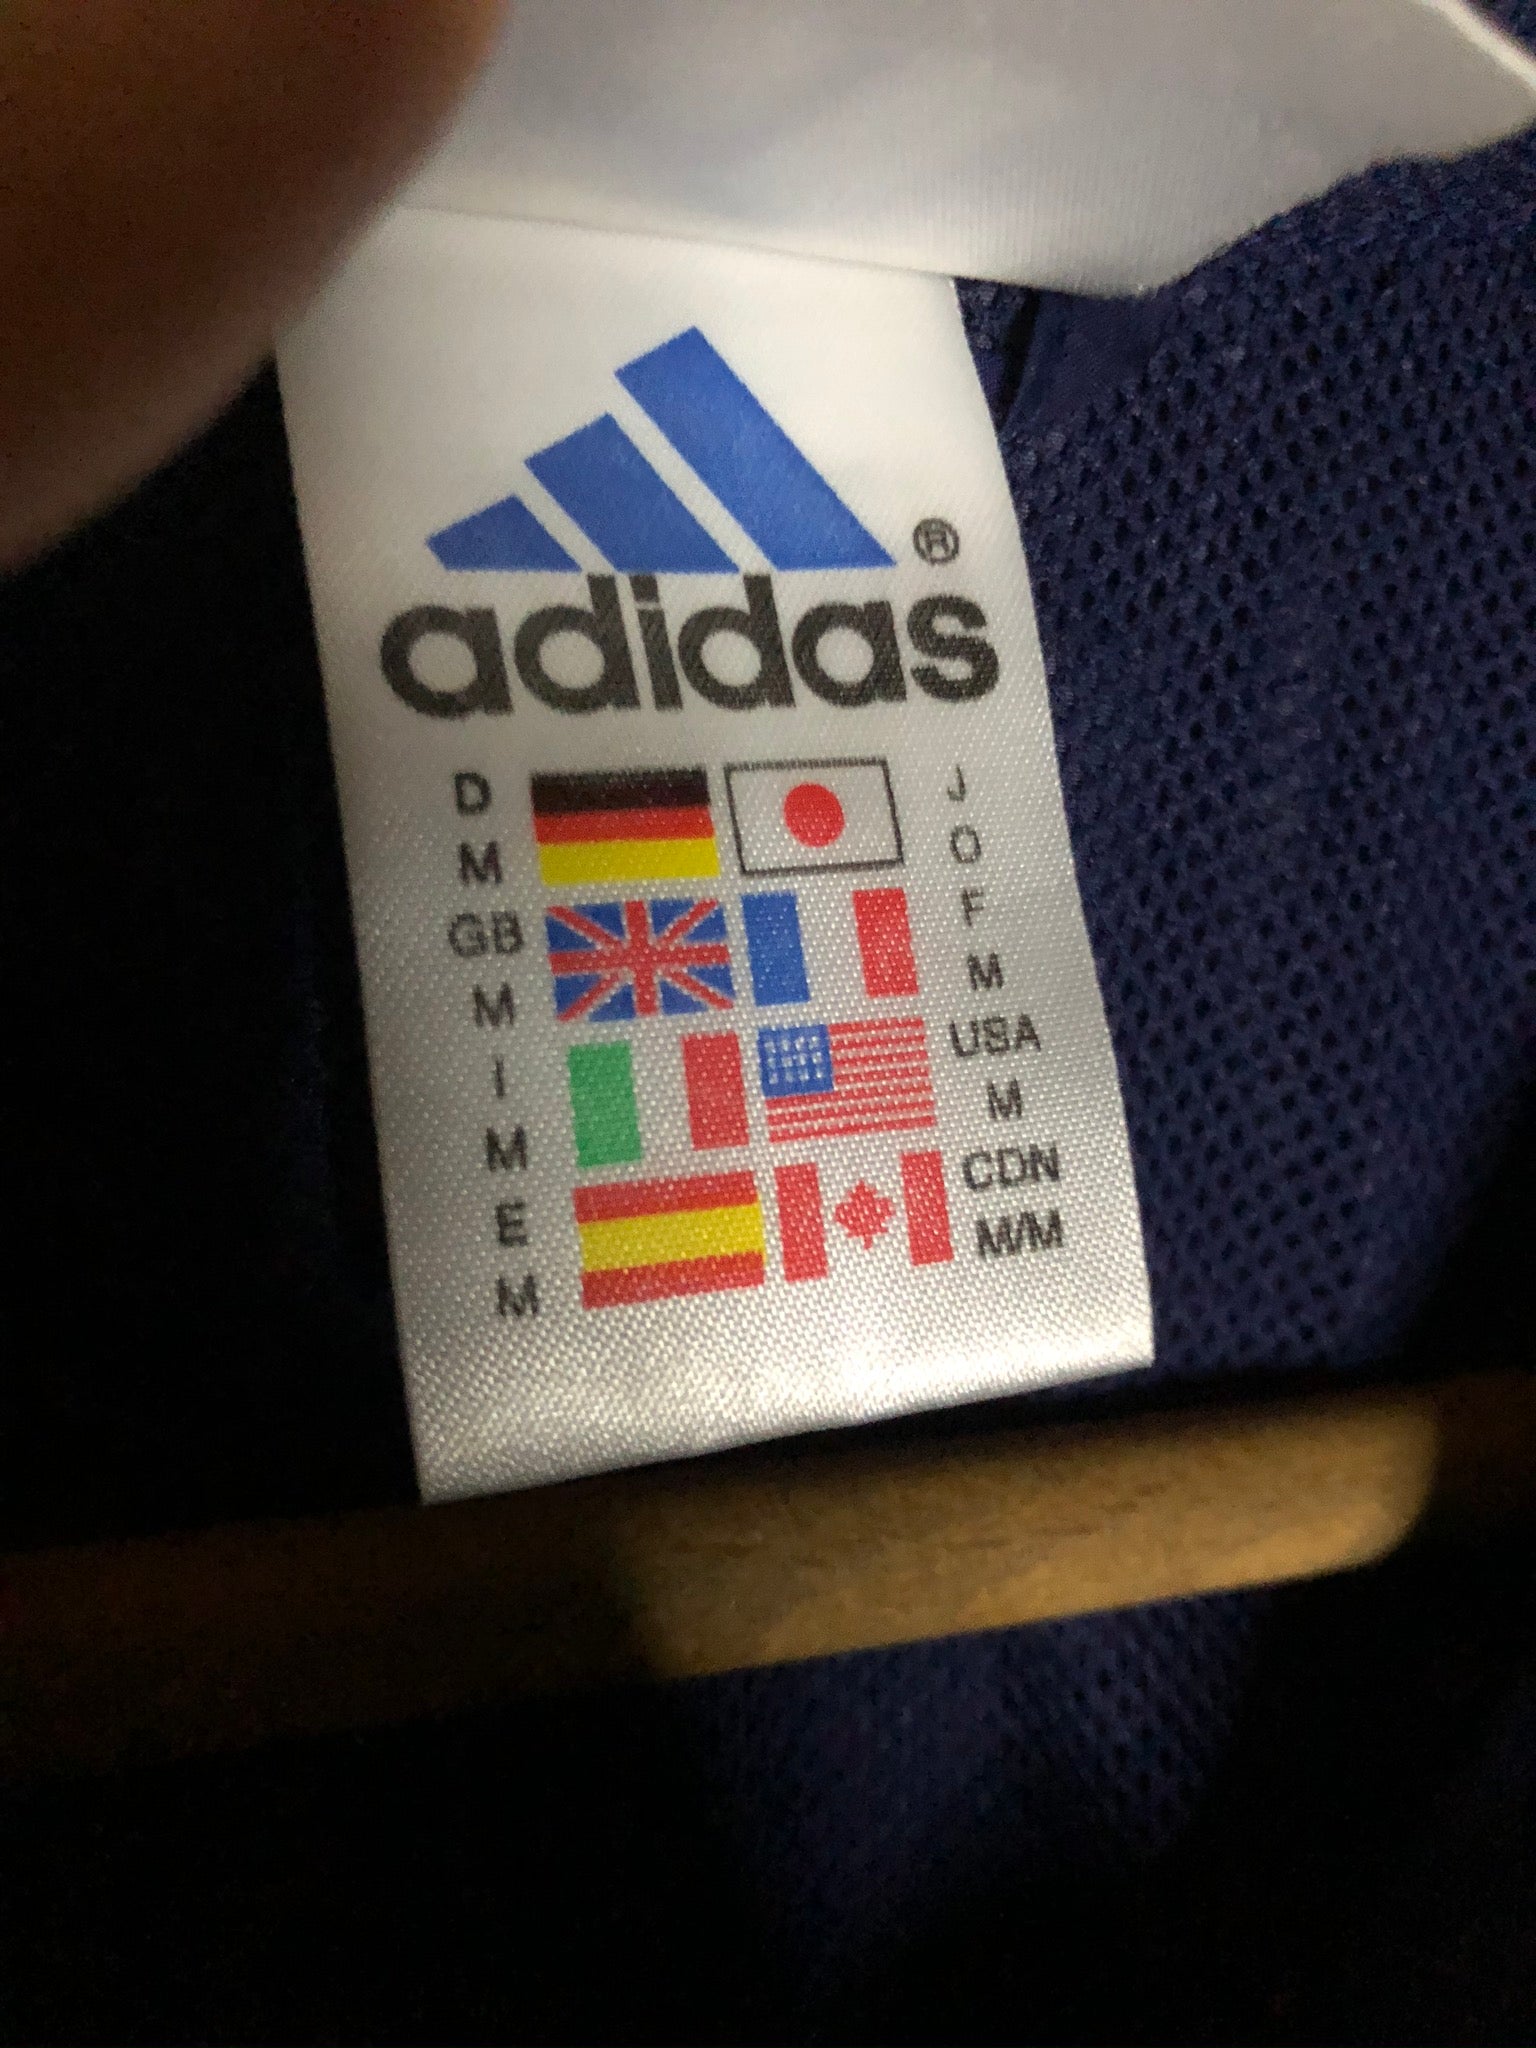 ®
adidas
D J
M O
GB F
M M
I USA
M M
E CDN
M M/M